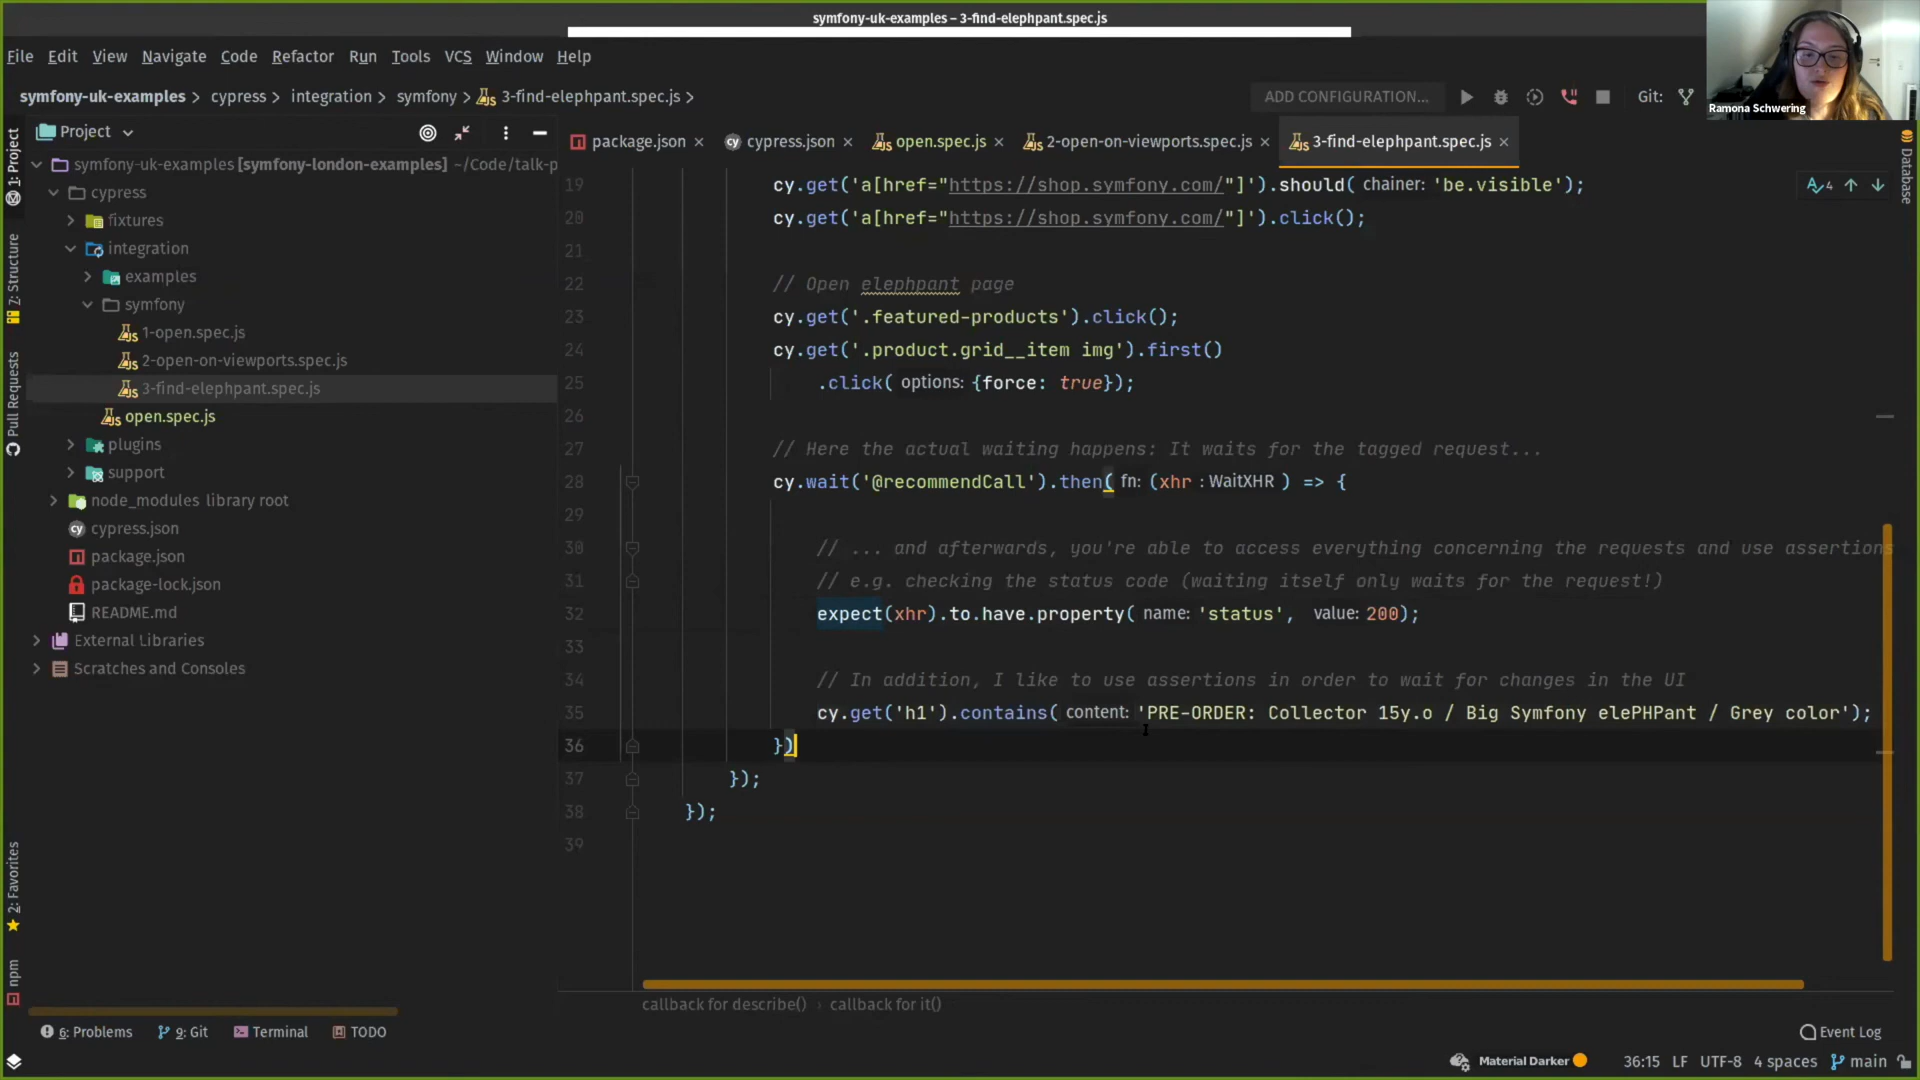 symfony-uk-examples – 3-find-elephpant.spec.js
Ramona Schwering
File Edit View Navigate Code Refactor Run Tools VCS Window Help
symfony-uk-examples cypress integration symfony 3-find-elephpant.spec.js
ADD CONFIGURATION... Git:
1: Project
7: Structure
Pull Requests
2: Favorites
npm
Project
symfony-uk-examples [symfony-london-examples] ~/Code/talk-p
cypress
fixtures
integration
examples
symfony
1-open.spec.js
2-open-on-viewports.spec.js
3-find-elephpant.spec.js
open.spec.js
plugins
support
node_modules library root
cypress.json
package.json
package-lock.json
README.md
External Libraries
Scratches and Consoles
package.json cypress.json open.spec.js 2-open-on-viewports.spec.js 3-find-elephpant.spec.js
Database
4
19 cy.get('a[href="https://shop.symfony.com/"]').should( chainer: 'be.visible');
20 cy.get('a[href="https://shop.symfony.com/"]').click();
21
22 // Open elephpant page
23 cy.get('.featured-products').click();
24 cy.get('.product.grid__item img').first()
25 .click( options: {force: true});
26
27 // Here the actual waiting happens: It waits for the tagged request...
28 cy.wait('@recommendCall').then( fn: (xhr : WaitXHR ) => {
29
30 // ... and afterwards, you're able to access everything concerning the requests and use assertions
31 // e.g. checking the status code (waiting itself only waits for the request!)
32 expect(xhr).to.have.property( name: 'status', value: 200);
33
34 // In addition, I like to use assertions in order to wait for changes in the UI
35 cy.get('h1').contains( content: 'PRE-ORDER: Collector 15y.o / Big Symfony elePHPant / Grey color');
36 })
37 });
38 });
39
callback for describe() › callback for it()
6: Problems 9: Git Terminal TODO
Event Log
Material Darker 36:15 LF UTF-8 4 spaces main